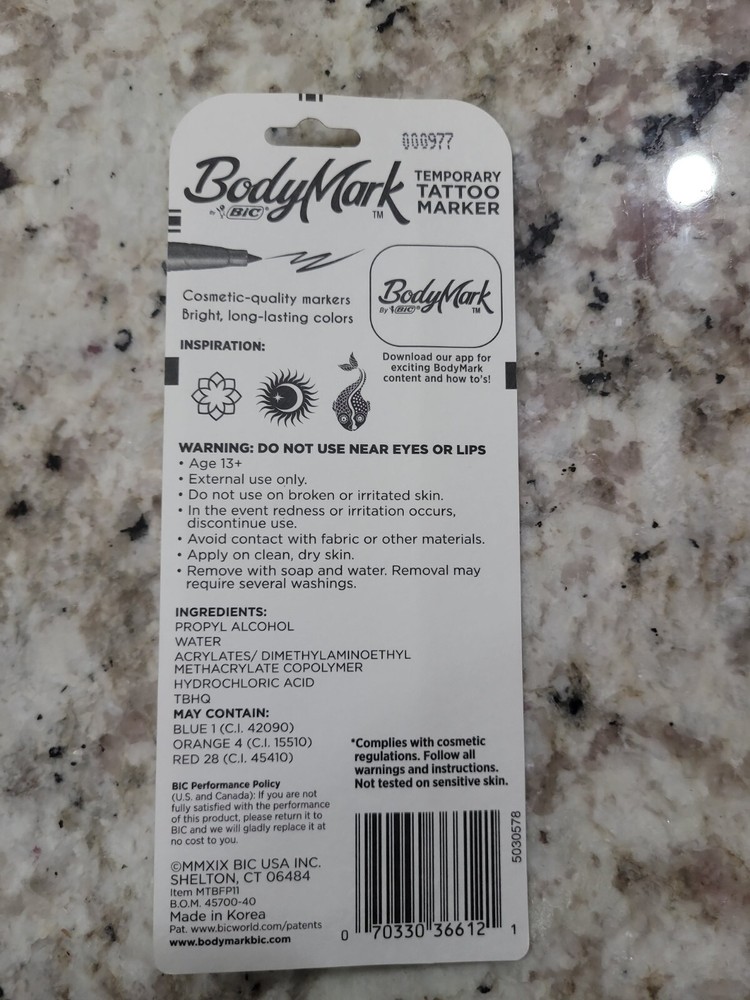 000977
BodyMark
TM
By BIC®
TEMPORARY
TATTOO
MARKER
Cosmetic-quality markers
Bright, long-lasting colors
BodyMark
By BIC® TM
Download our app for
exciting BodyMark
content and how to's!
INSPIRATION:
WARNING: DO NOT USE NEAR EYES OR LIPS
• Age 13+
• External use only.
• Do not use on broken or irritated skin.
• In the event redness or irritation occurs,
discontinue use.
• Avoid contact with fabric or other materials.
• Apply on clean, dry skin.
• Remove with soap and water. Removal may
require several washings.
INGREDIENTS:
PROPYL ALCOHOL
WATER
ACRYLATES/ DIMETHYLAMINOETHYL
METHACRYLATE COPOLYMER
HYDROCHLORIC ACID
TBHQ
MAY CONTAIN:
BLUE 1 (C.I. 42090)
ORANGE 4 (C.I. 15510)
RED 28 (C.I. 45410)
*Complies with cosmetic
regulations. Follow all
warnings and instructions.
Not tested on sensitive skin.
BIC Performance Policy
(U.S. and Canada): If you are not
fully satisfied with the performance
of this product, please return it to
BIC and we will gladly replace it at
no cost to you.
©MMXIX BIC USA INC.
SHELTON, CT 06484
Item MTBFP11
B.O.M. 45700-40
Made in Korea
Pat. www.bicworld.com/patents
www.bodymarkbic.com
5030578
0 70330 36612 1